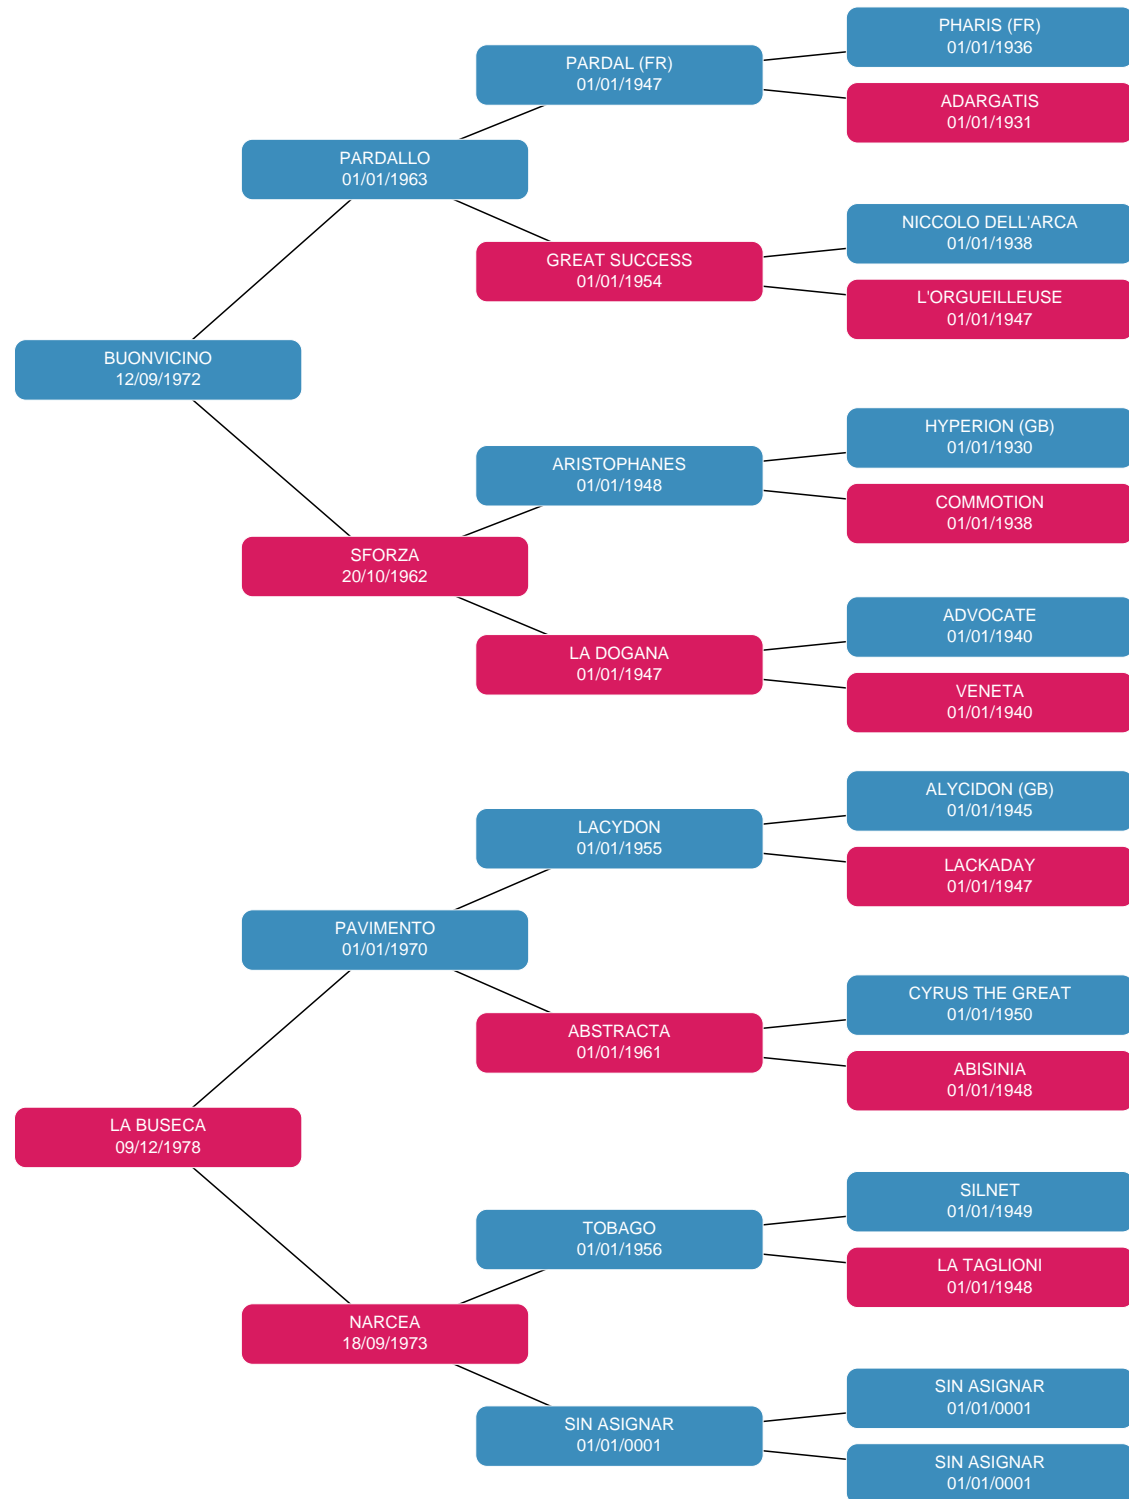 PHARIS (FR)
01/01/1936
PARDAL (FR)
01/01/1947
ADARGATIS
01/01/1931
PARDALLO
01/01/1963
NICCOLO DELL'ARCA
01/01/1938
GREAT SUCCESS
01/01/1954
L'ORGUEILLEUSE
01/01/1947
BUONVICINO
12/09/1972
HYPERION (GB)
01/01/1930
ARISTOPHANES
01/01/1948
COMMOTION
01/01/1938
SFORZA
20/10/1962
ADVOCATE
01/01/1940
LA DOGANA
01/01/1947
VENETA
01/01/1940
ALYCIDON (GB)
01/01/1945
LACYDON
01/01/1955
LACKADAY
01/01/1947
PAVIMENTO
01/01/1970
CYRUS THE GREAT
01/01/1950
ABSTRACTA
01/01/1961
ABISINIA
01/01/1948
LA BUSECA
09/12/1978
SILNET
01/01/1949
TOBAGO
01/01/1956
LA TAGLIONI
01/01/1948
NARCEA
18/09/1973
SIN ASIGNAR
01/01/0001
SIN ASIGNAR
01/01/0001
SIN ASIGNAR
01/01/0001